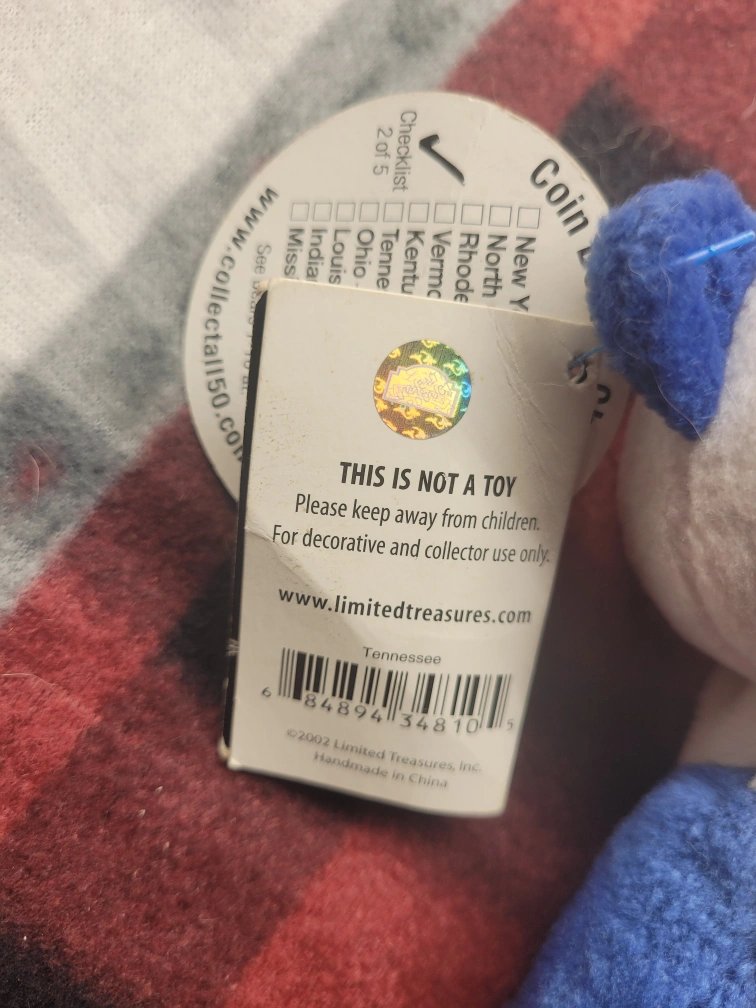 Coin
Checklist
2 of 5
New Y
North
Rhode
Vermo
Kentu
Tenne
Ohio
Louis
India
Miss
www.collectall50.com
THIS IS NOT A TOY
Please keep away from children.
For decorative and collector use only.
www.limitedtreasures.com
Tennessee
6 84894 34810 5
©2002 Limited Treasures, Inc.
Handmade in China